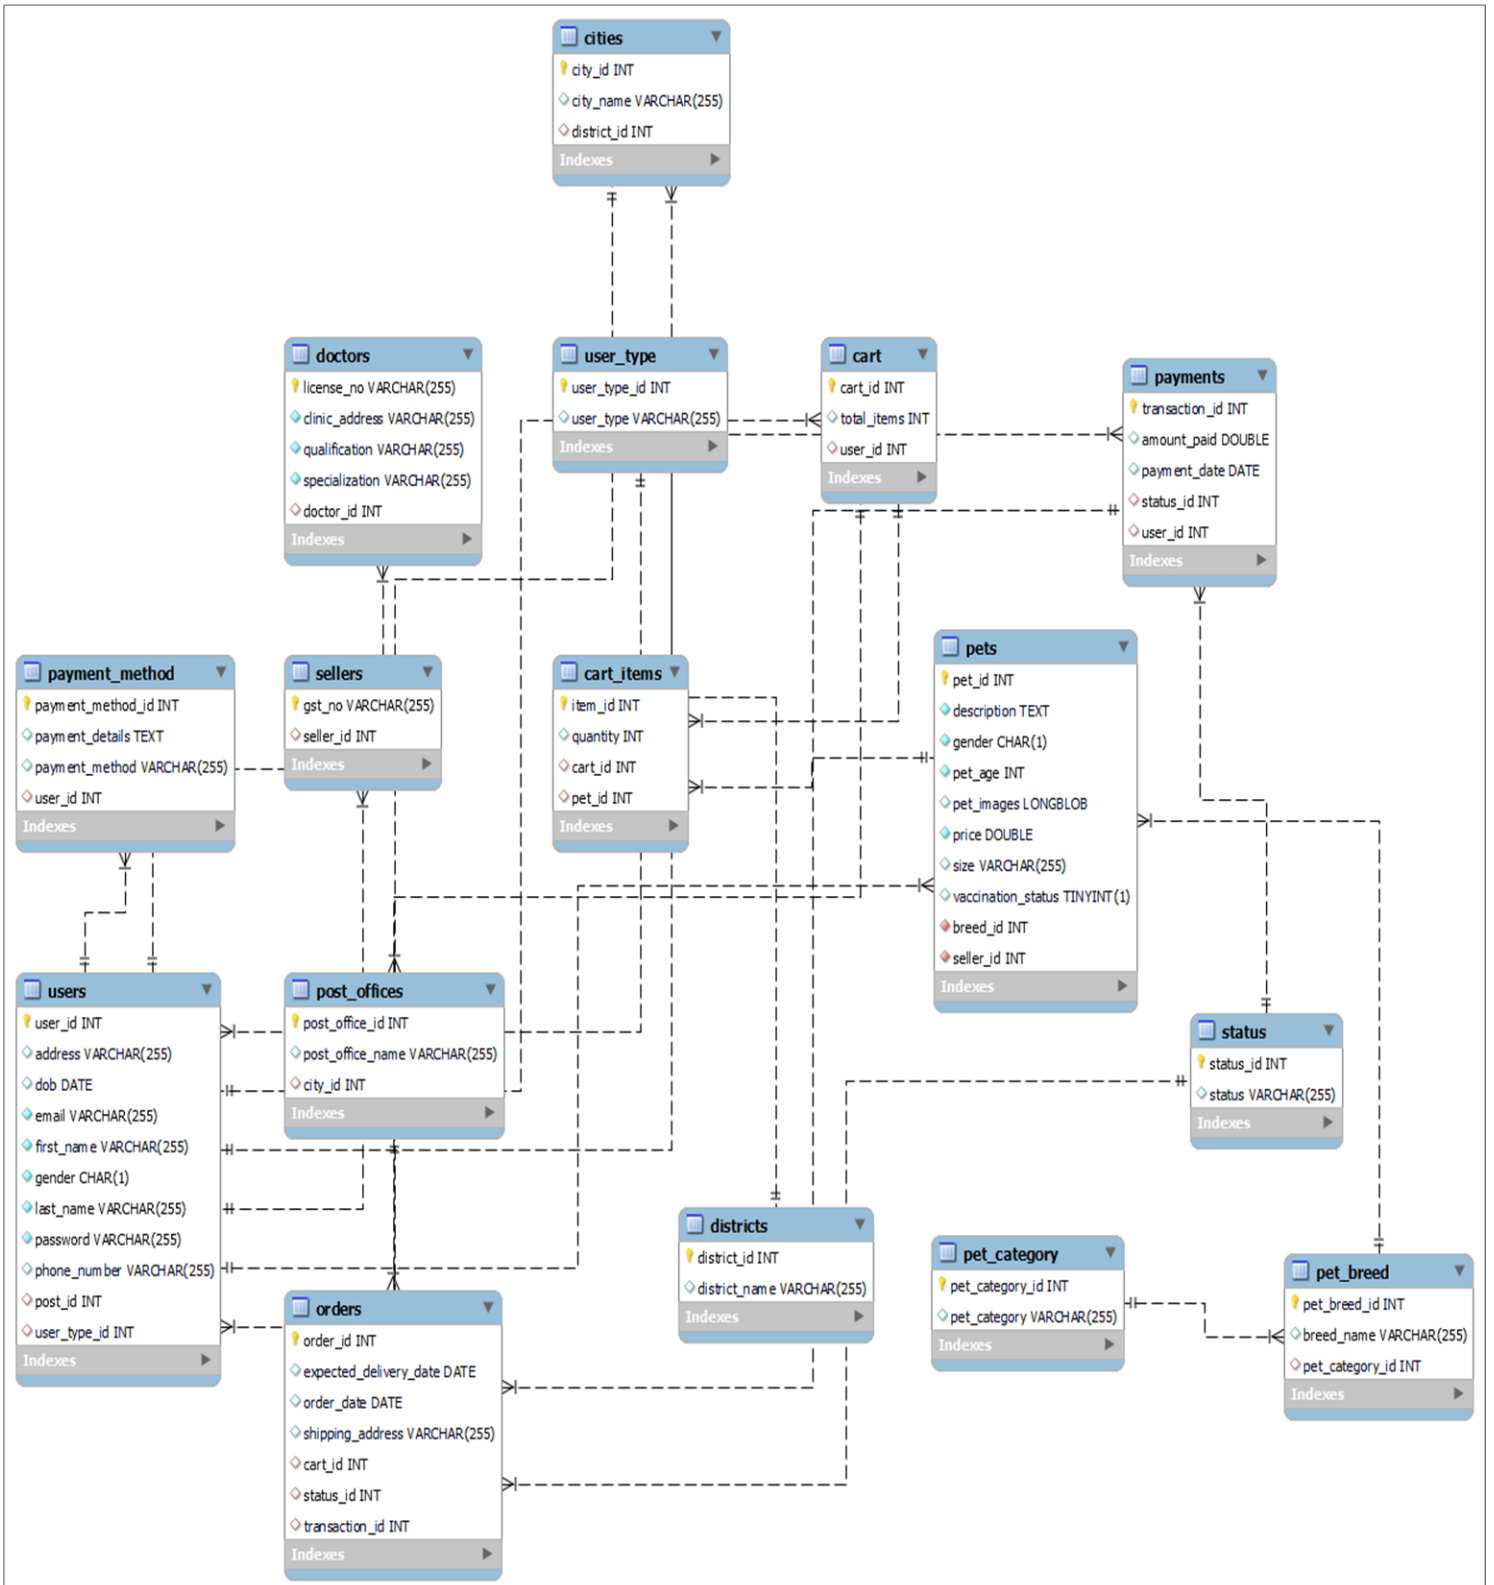 cities
city_id INT
city_name VARCHAR(255)
district_id INT
Indexes
doctors
license_no VARCHAR(255)
clinic_address VARCHAR(255)
qualification VARCHAR(255)
specialization VARCHAR(255)
doctor_id INT
Indexes
user_type
user_type_id INT
user_type VARCHAR(255)
Indexes
cart
cart_id INT
total_items INT
user_id INT
Indexes
payments
transaction_id INT
amount_paid DOUBLE
payment_date DATE
status_id INT
user_id INT
Indexes
payment_method
payment_method_id INT
payment_details TEXT
payment_method VARCHAR(255)
user_id INT
Indexes
sellers
gst_no VARCHAR(255)
seller_id INT
Indexes
cart_items
item_id INT
quantity INT
cart_id INT
pet_id INT
Indexes
pets
pet_id INT
description TEXT
gender CHAR(1)
pet_age INT
pet_images LONGBLOB
price DOUBLE
size VARCHAR(255)
vaccination_status TINYINT(1)
breed_id INT
seller_id INT
Indexes
users
user_id INT
address VARCHAR(255)
dob DATE
email VARCHAR(255)
first_name VARCHAR(255)
gender CHAR(1)
last_name VARCHAR(255)
password VARCHAR(255)
phone_number VARCHAR(255)
post_id INT
user_type_id INT
Indexes
post_offices
post_office_id INT
post_office_name VARCHAR(255)
city_id INT
Indexes
status
status_id INT
status VARCHAR(255)
Indexes
districts
district_id INT
district_name VARCHAR(255)
Indexes
pet_category
pet_category_id INT
pet_category VARCHAR(255)
Indexes
pet_breed
pet_breed_id INT
breed_name VARCHAR(255)
pet_category_id INT
Indexes
orders
order_id INT
expected_delivery_date DATE
order_date DATE
shipping_address VARCHAR(255)
cart_id INT
status_id INT
transaction_id INT
Indexes